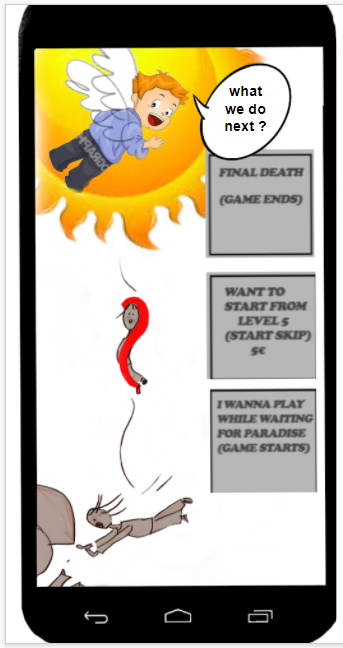 what
we do
next ?
FINAL DEATH
(GAME ENDS)
WANT TO
START FROM
LEVEL 5
(START SKIP)
5€
I WANNA PLAY
WHILE WAITING
FOR PARADISE
(GAME STARTS)